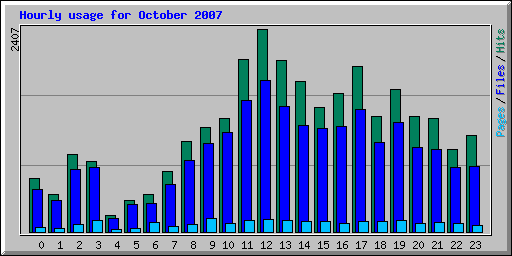 Hourly usage for October 2007
2407
Pages / Files / Hits
0 1 2 3 4 5 6 7 8 9 10 11 12 13 14 15 16 17 18 19 20 21 22 23